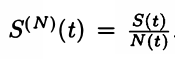 S^{(N)}(t) = \frac{S(t)}{N(t)}.